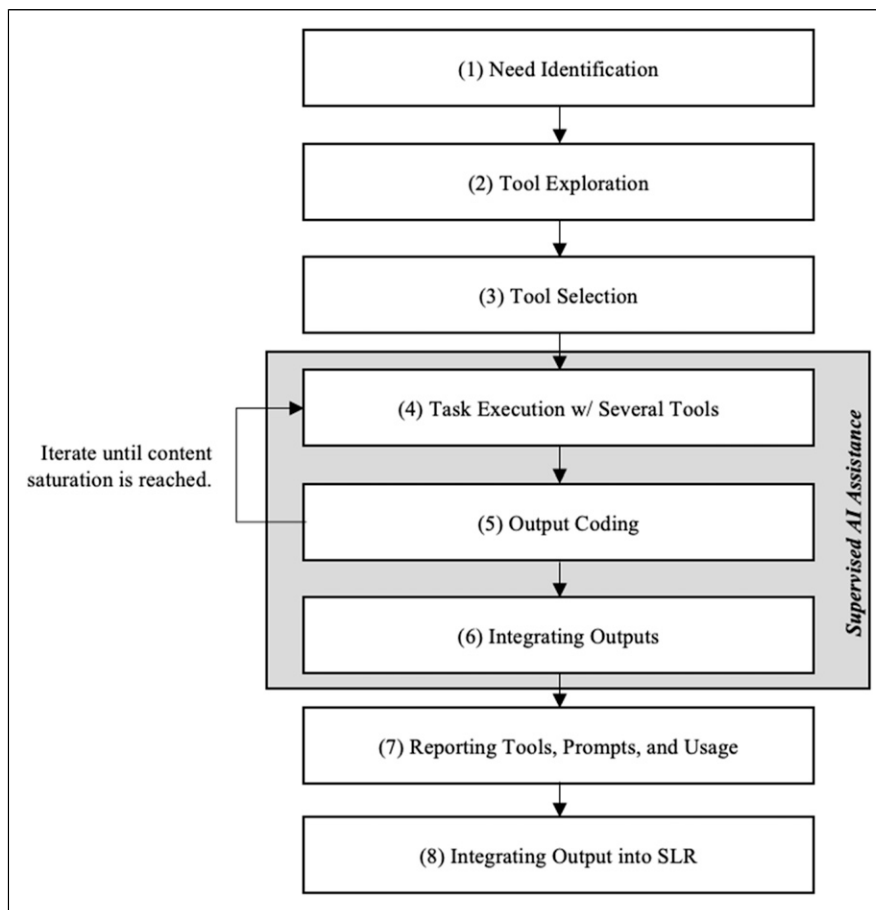 (1) Need Identification
(2) Tool Exploration
(3) Tool Selection
(4) Task Execution w/ Several Tools
Iterate until content
saturation is reached.
(5) Output Coding
(6) Integrating Outputs
Supervised AI Assistance
(7) Reporting Tools, Prompts, and Usage
(8) Integrating Output into SLR